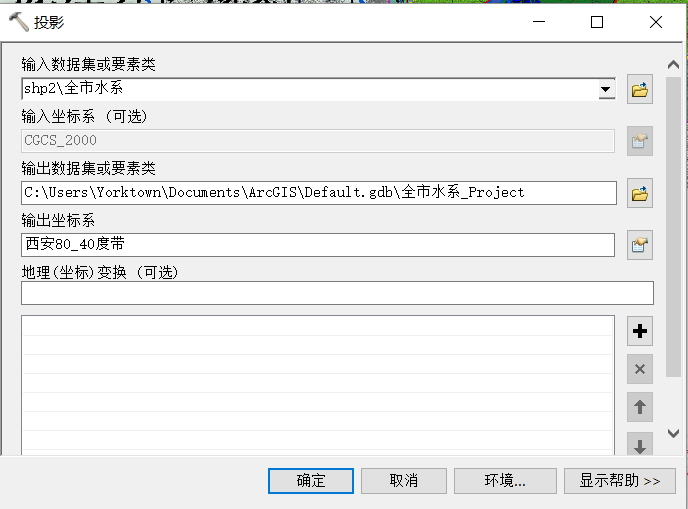 投影
输入数据集或要素类
shp2\全市水系
输入坐标系 (可选)
CGCS_2000
输出数据集或要素类
C:\Users\Yorktown\Documents\ArcGIS\Default.gdb\全市水系_Project
输出坐标系
西安80_40度带
地理(坐标)变换 (可选)
确定
取消
环境...
显示帮助 >>